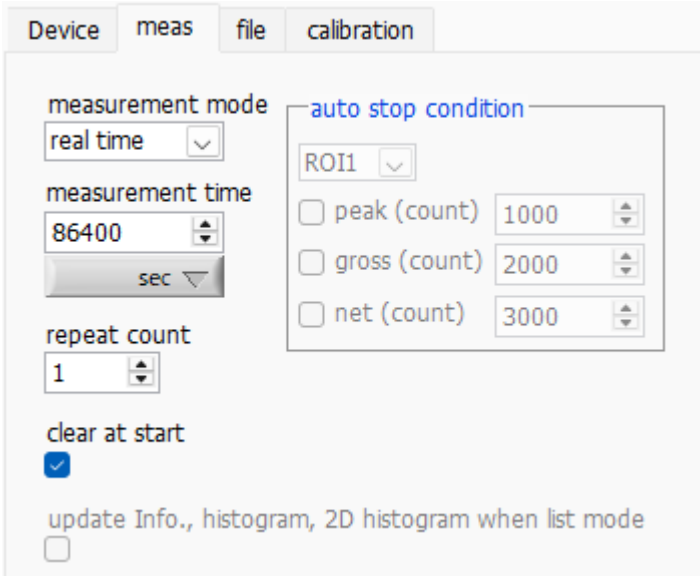 Device meas file calibration
measurement mode
real time
measurement time
86400
sec
repeat count
1
clear at start
auto stop condition
ROI1
peak (count) 1000
gross (count) 2000
net (count) 3000
update Info., histogram, 2D histogram when list mode